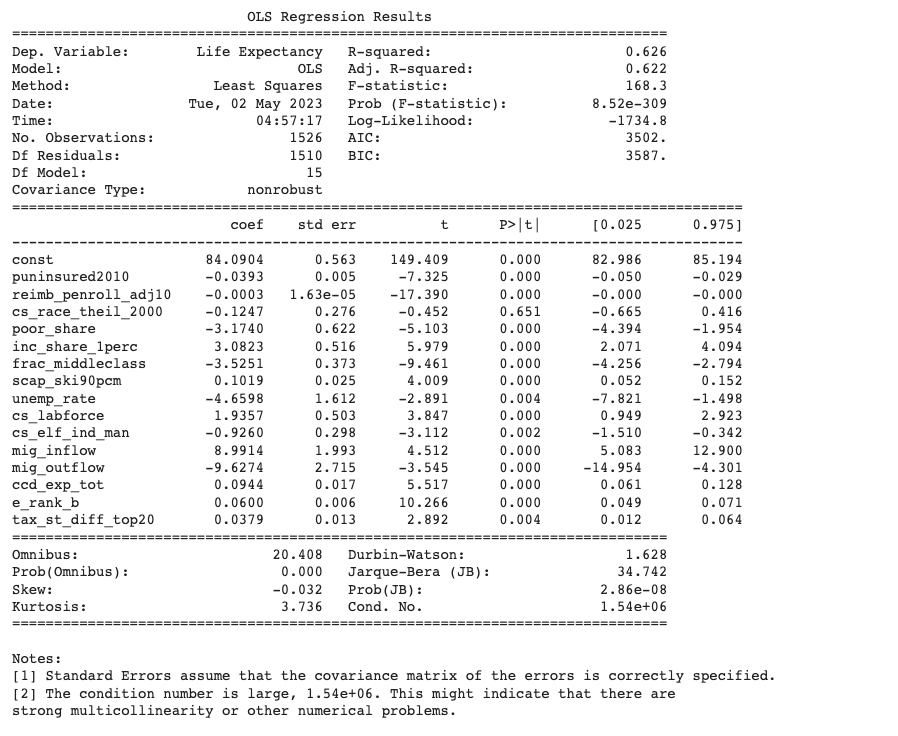 OLS Regression Results
==============================================================================
Dep. Variable:        Life Expectancy   R-squared:                       0.626
Model:                            OLS   Adj. R-squared:                  0.622
Method:                 Least Squares   F-statistic:                     168.3
Date:                Tue, 02 May 2023   Prob (F-statistic):          8.52e-309
Time:                        04:57:17   Log-Likelihood:                -1734.8
No. Observations:                1526   AIC:                             3502.
Df Residuals:                    1510   BIC:                             3587.
Df Model:                          15
Covariance Type:            nonrobust
=======================================================================================
                          coef    std err          t      P>|t|      [0.025      0.975]
---------------------------------------------------------------------------------------
const                  84.0904      0.563    149.409      0.000      82.986      85.194
puninsured2010         -0.0393      0.005     -7.325      0.000      -0.050      -0.029
reimb_penroll_adj10    -0.0003   1.63e-05    -17.390      0.000      -0.000      -0.000
cs_race_theil_2000     -0.1247      0.276     -0.452      0.651      -0.665       0.416
poor_share             -3.1740      0.622     -5.103      0.000      -4.394      -1.954
inc_share_1perc         3.0823      0.516      5.979      0.000       2.071       4.094
frac_middleclass       -3.5251      0.373     -9.461      0.000      -4.256      -2.794
scap_ski90pcm           0.1019      0.025      4.009      0.000       0.052       0.152
unemp_rate             -4.6598      1.612     -2.891      0.004      -7.821      -1.498
cs_labforce             1.9357      0.503      3.847      0.000       0.949       2.923
cs_elf_ind_man         -0.9260      0.298     -3.112      0.002      -1.510      -0.342
mig_inflow              8.9914      1.993      4.512      0.000       5.083      12.900
mig_outflow            -9.6274      2.715     -3.545      0.000     -14.954      -4.301
ccd_exp_tot             0.0944      0.017      5.517      0.000       0.061       0.128
e_rank_b                0.0600      0.006     10.266      0.000       0.049       0.071
tax_st_diff_top20       0.0379      0.013      2.892      0.004       0.012       0.064
==============================================================================
Omnibus:                       20.408   Durbin-Watson:                   1.628
Prob(Omnibus):                  0.000   Jarque-Bera (JB):               34.742
Skew:                          -0.032   Prob(JB):                     2.86e-08
Kurtosis:                       3.736   Cond. No.                     1.54e+06
==============================================================================
Notes:
[1] Standard Errors assume that the covariance matrix of the errors is correctly specified.
[2] The condition number is large, 1.54e+06. This might indicate that there are
strong multicollinearity or other numerical problems.